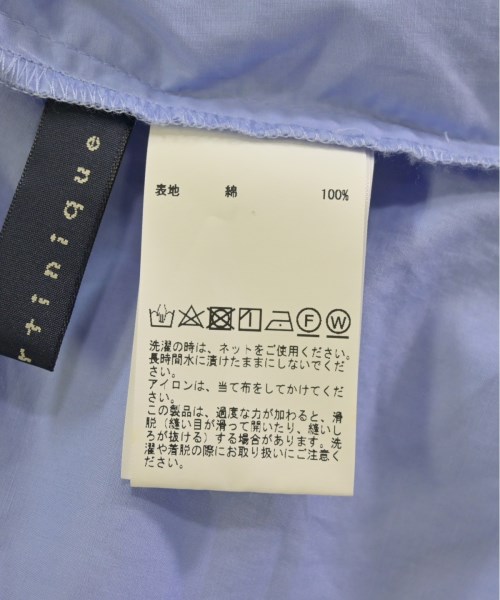 表地 綿 100%
F W
洗濯の時は、ネットをご使用ください。
長時間水に漬けたままにしないでくだ
さい。
アイロンは、当て布をしてかけてくだ
さい。
この製品は、過度な力が加わると、滑
脱(縫い目が滑って開いたり、縫いし
ろが抜ける)する場合があります。洗
濯や着脱の際にお取り扱いにご注意く
ださい。